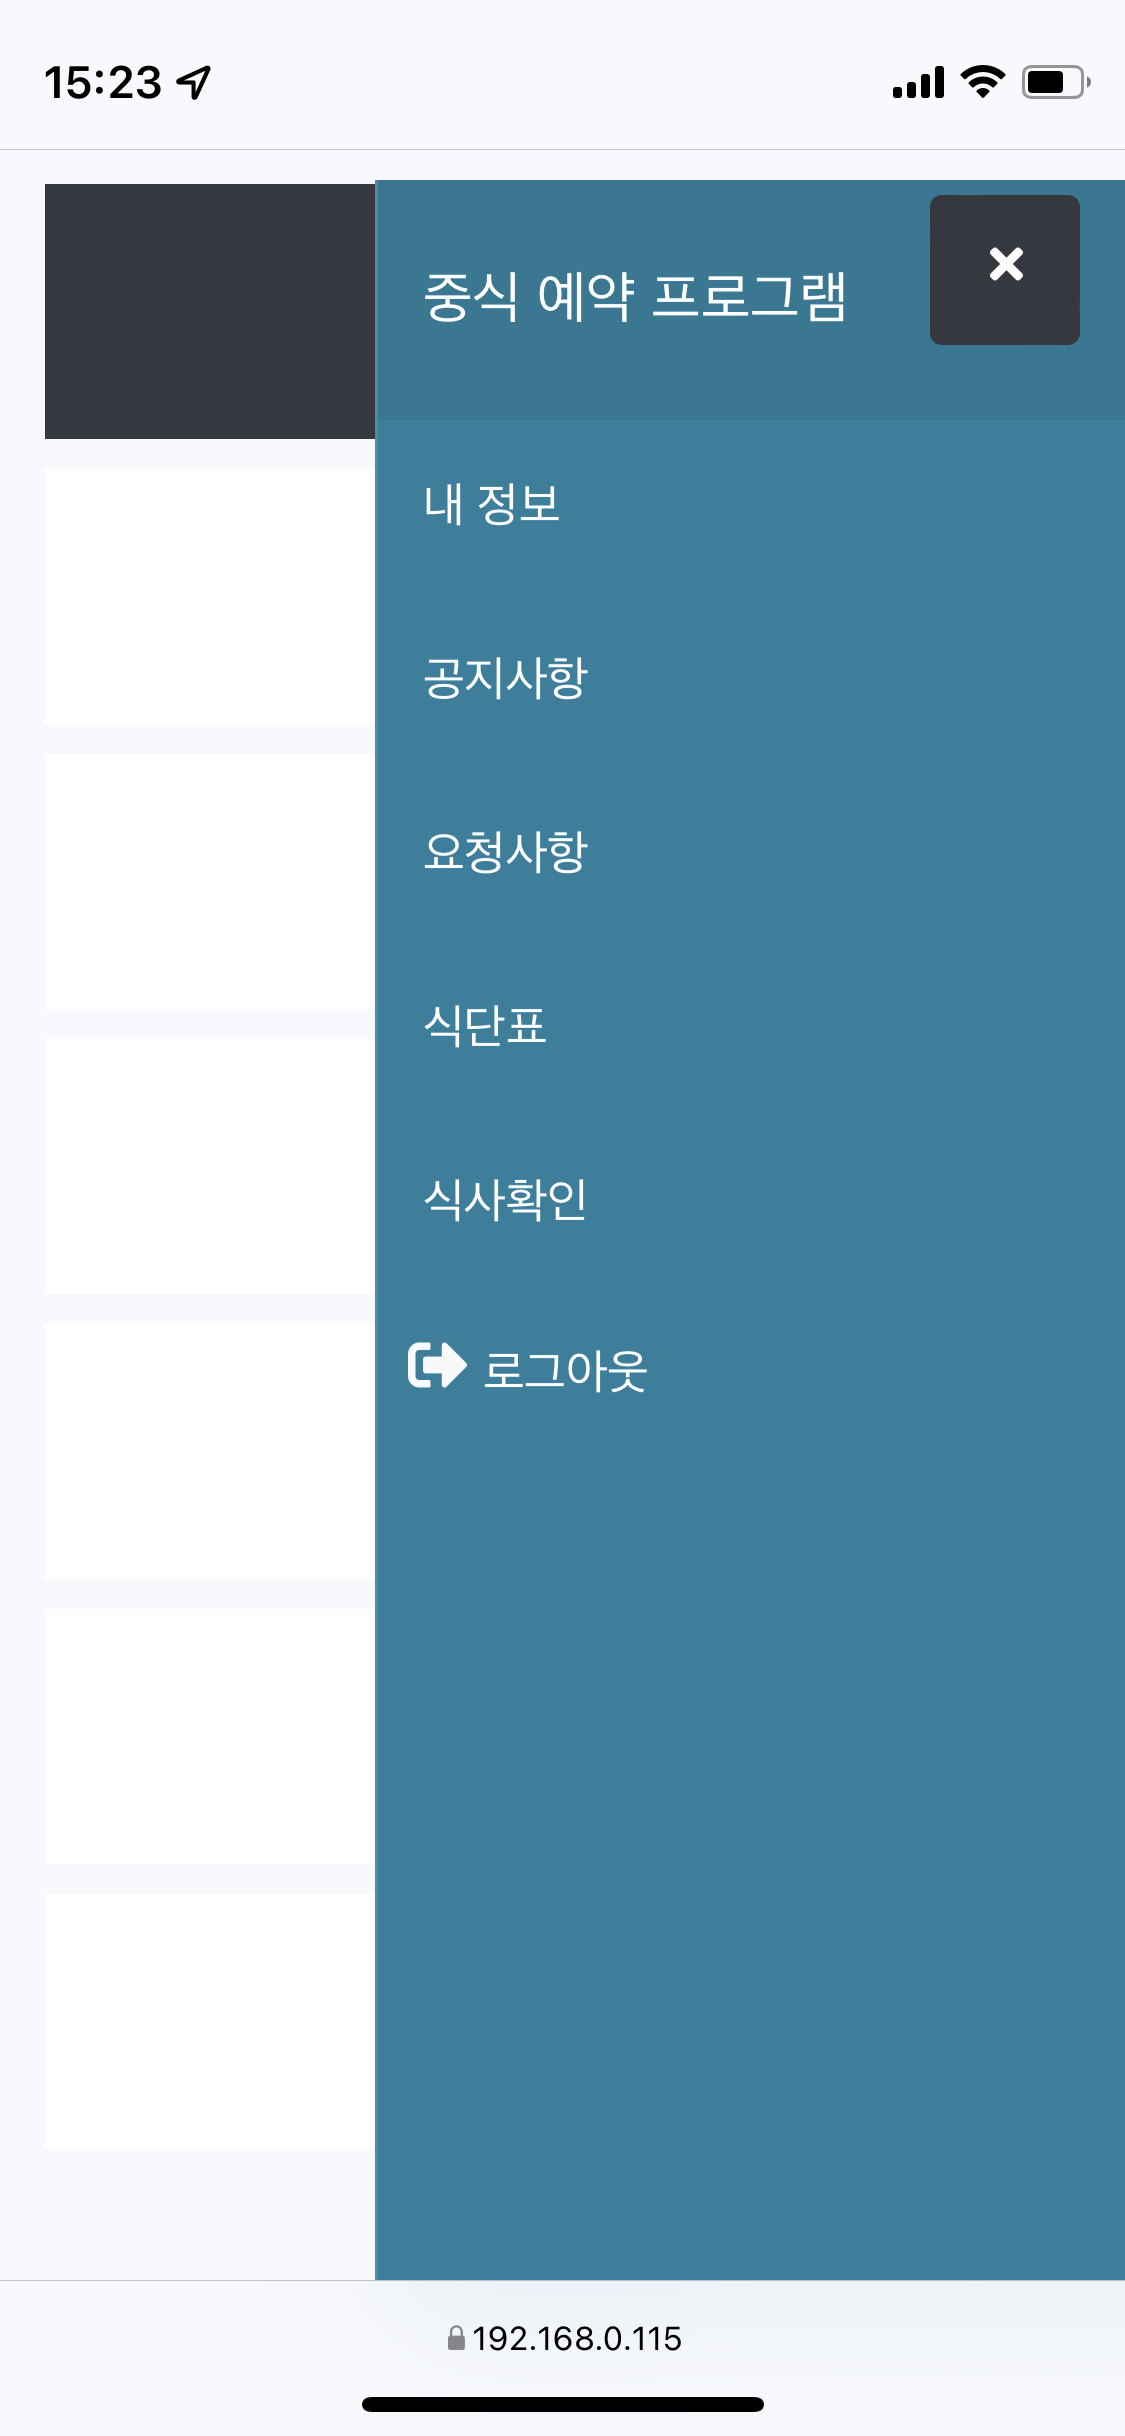 15:23
중식 예약 프로그램
내 정보
공지사항
요청사항
식단표
식사확인
로그아웃
192.168.0.115